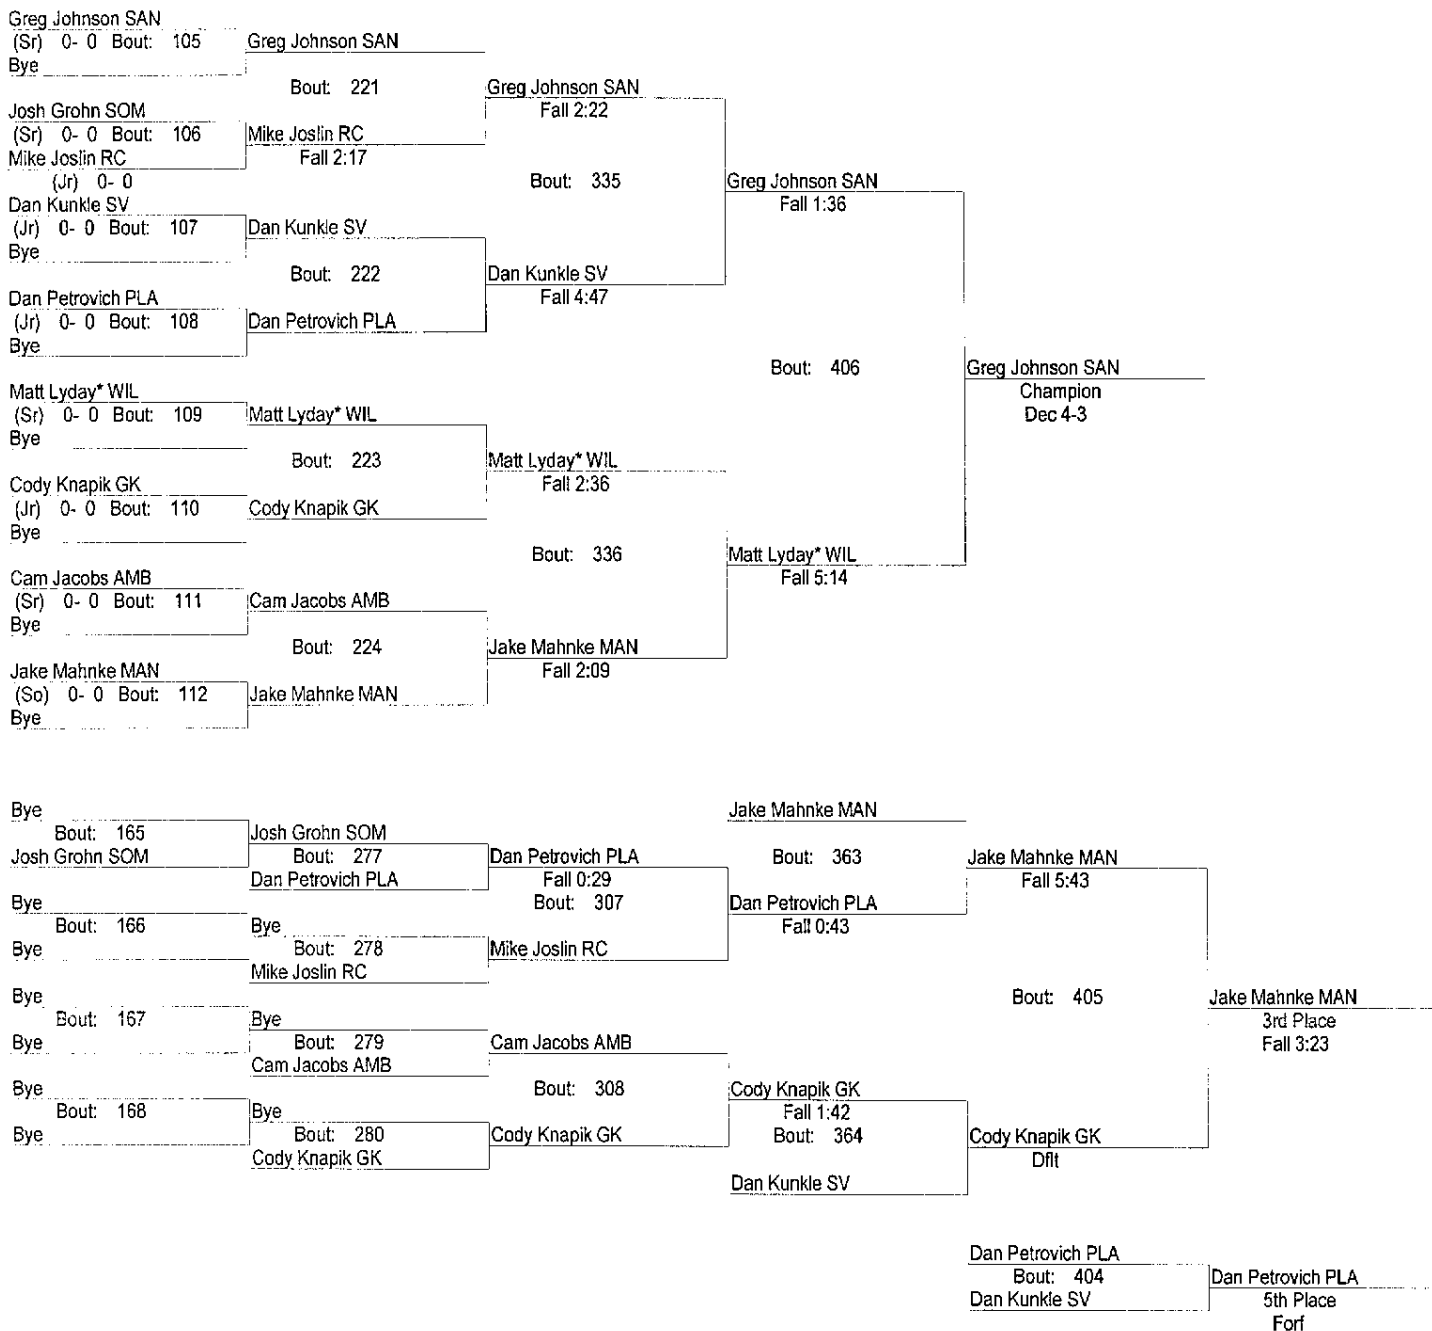 Greg Johnson SAN
(Sr) 0- 0 Bout: 105
Bye
Greg Johnson SAN
Bout: 221
Josh Grohn SOM
(Sr) 0- 0 Bout: 106
Mike Joslin RC
(Jr) 0- 0
Mike Joslin RC
Fall 2:17
Greg Johnson SAN
Fall 2:22
Bout: 335
Dan Kunkle SV
(Jr) 0- 0 Bout: 107
Bye
Dan Kunkle SV
Bout: 222
Dan Petrovich PLA
(Jr) 0- 0 Bout: 108
Bye
Dan Petrovich PLA
Dan Kunkle SV
Fall 4:47
Greg Johnson SAN
Fall 1:36
Bout: 406
Greg Johnson SAN
Champion
Dec 4-3
Matt Lyday* WIL
(Sr) 0- 0 Bout: 109
Bye
Matt Lyday* WIL
Bout: 223
Cody Knapik GK
(Jr) 0- 0 Bout: 110
Bye
Cody Knapik GK
Matt Lyday* WIL
Fall 2:36
Bout: 336
Matt Lyday* WIL
Fall 5:14
Cam Jacobs AMB
(Sr) 0- 0 Bout: 111
Bye
Cam Jacobs AMB
Bout: 224
Jake Mahnke MAN
(So) 0- 0 Bout: 112
Bye
Jake Mahnke MAN
Jake Mahnke MAN
Fall 2:09
Bye
Bout: 165
Josh Grohn SOM
Josh Grohn SOM
Bout: 277
Dan Petrovich PLA
Dan Petrovich PLA
Fall 0:29
Bout: 307
Bye
Bout: 166
Bye
Bye
Bout: 278
Mike Joslin RC
Mike Joslin RC
Jake Mahnke MAN
Bout: 363
Dan Petrovich PLA
Fall 0:43
Jake Mahnke MAN
Fall 5:43
Bout: 405
Jake Mahnke MAN
3rd Place
Fall 3:23
Bye
Bout: 167
Bye
Bye
Bout: 279
Cam Jacobs AMB
Cam Jacobs AMB
Bout: 308
Bye
Bout: 168
Bye
Bye
Bout: 280
Cody Knapik GK
Cody Knapik GK
Cody Knapik GK
Fall 1:42
Bout: 364
Dan Kunkle SV
Cody Knapik GK
Dflt
Dan Petrovich PLA
Bout: 404
Dan Kunkle SV
Dan Petrovich PLA
5th Place
Forf